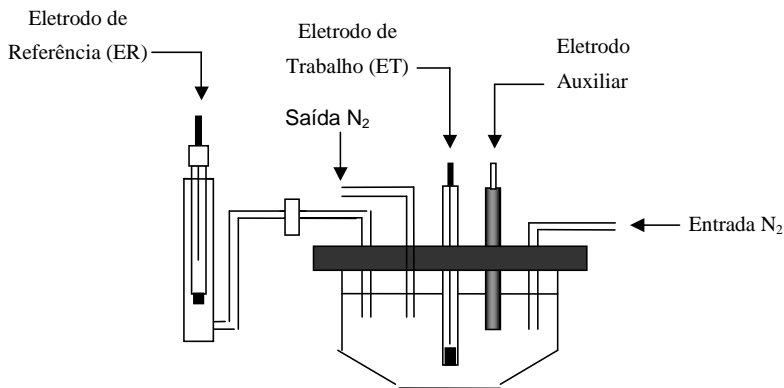 Eletrodo de
Referência (ER)
Eletrodo de
Trabalho (ET)
Eletrodo
Auxiliar
Saída N₂
Entrada N₂